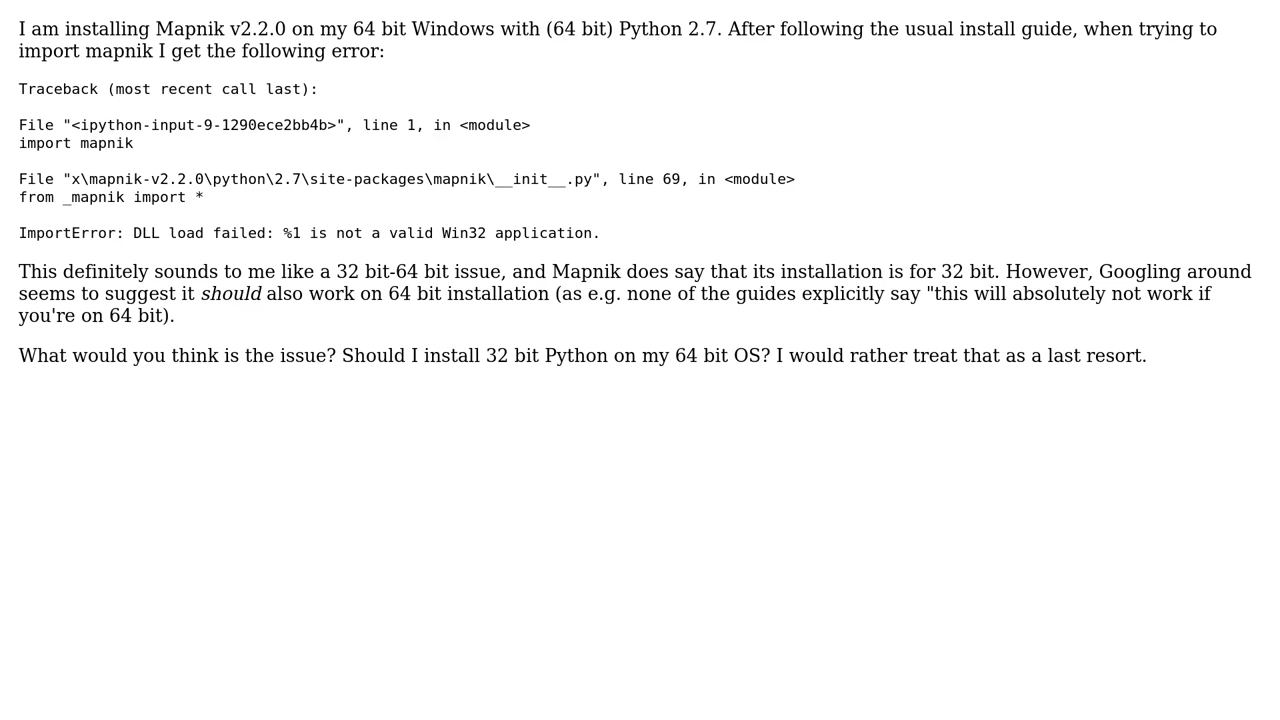 I am installing Mapnik v2.2.0 on my 64 bit Windows with (64 bit) Python 2.7. After following the usual install guide, when trying to
import mapnik I get the following error:
Traceback (most recent call last):
File "<ipython-input-9-1290ece2bb4b>", line 1, in <module>
import mapnik
File "x\mapnik-v2.2.0\python\2.7\site-packages\mapnik\__init__.py", line 69, in <module>
from _mapnik import *
ImportError: DLL load failed: %1 is not a valid Win32 application.
This definitely sounds to me like a 32 bit-64 bit issue, and Mapnik does say that its installation is for 32 bit. However, Googling around
seems to suggest it should also work on 64 bit installation (as e.g. none of the guides explicitly say "this will absolutely not work if
you're on 64 bit).
What would you think is the issue? Should I install 32 bit Python on my 64 bit OS? I would rather treat that as a last resort.